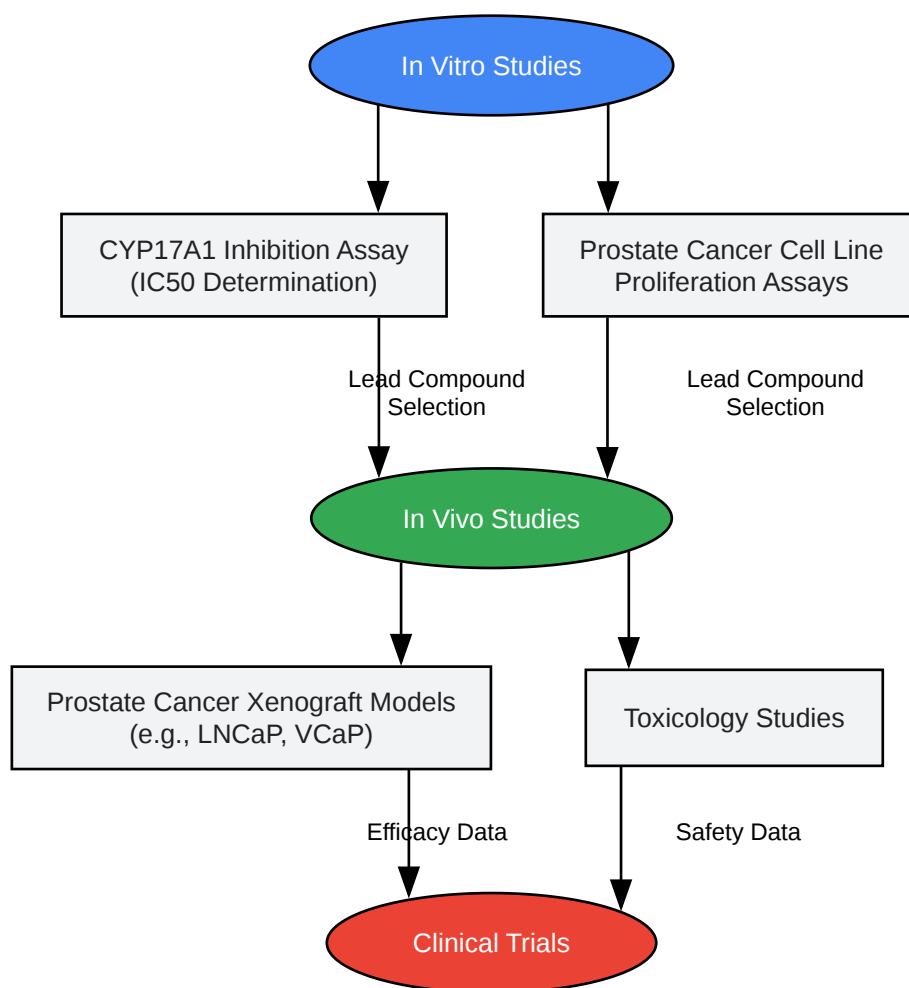 In Vitro Studies
CYP17A1 Inhibition Assay
(IC50 Determination)
Prostate Cancer Cell Line
Proliferation Assays
Lead Compound
Selection
Lead Compound
Selection
In Vivo Studies
Prostate Cancer Xenograft Models
(e.g., LNCaP, VCaP)
Toxicology Studies
Efficacy Data
Safety Data
Clinical Trials